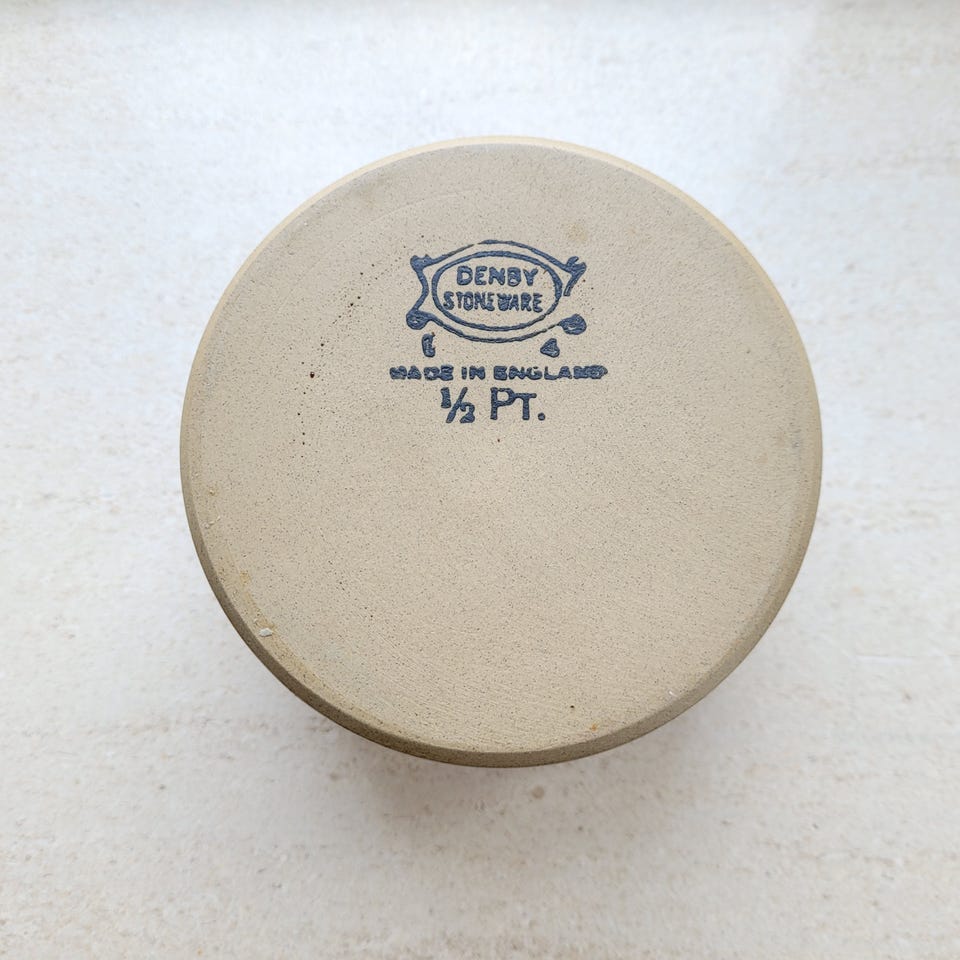 DENBY
STONEWARE
MADE IN ENGLAND
½ PT.